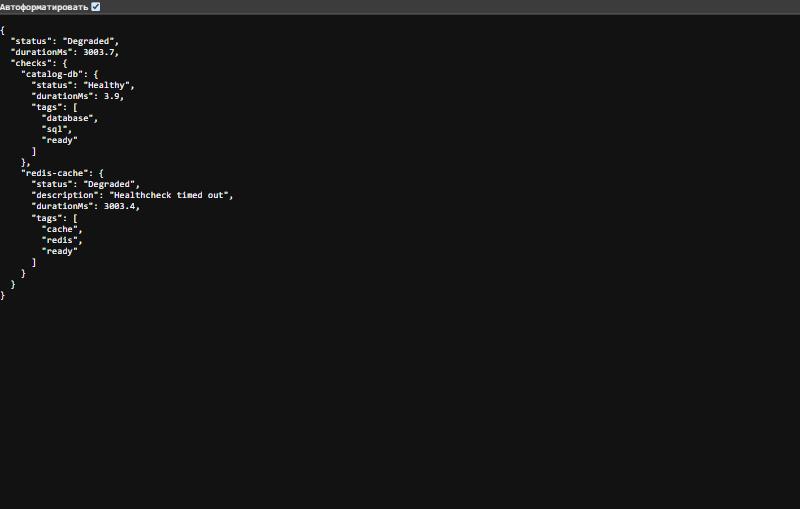 Автоформатировать
{
  "status": "Degraded",
  "durationMs": 3003.7,
  "checks": {
    "catalog-db": {
      "status": "Healthy",
      "durationMs": 3.9,
      "tags": [
        "database",
        "sql",
        "ready"
      ]
    },
    "redis-cache": {
      "status": "Degraded",
      "description": "Healthcheck timed out",
      "durationMs": 3003.4,
      "tags": [
        "cache",
        "redis",
        "ready"
      ]
    }
  }
}